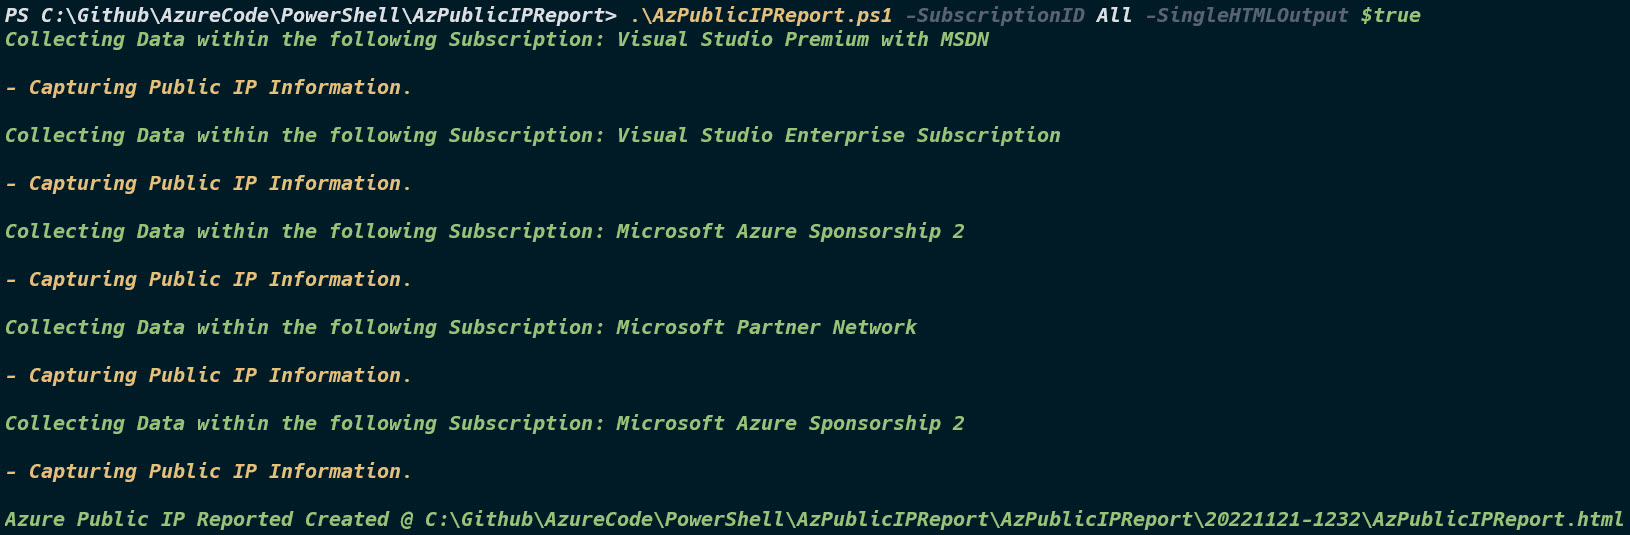 PS C:\Github\AzureCode\PowerShell\AzPublicIPReport> .\AzPublicIPReport.ps1 -SubscriptionID All -SingleHTMLOutput $true
Collecting Data within the following Subscription: Visual Studio Premium with MSDN
- Capturing Public IP Information.
Collecting Data within the following Subscription: Visual Studio Enterprise Subscription
- Capturing Public IP Information.
Collecting Data within the following Subscription: Microsoft Azure Sponsorship 2
- Capturing Public IP Information.
Collecting Data within the following Subscription: Microsoft Partner Network
- Capturing Public IP Information.
Collecting Data within the following Subscription: Microsoft Azure Sponsorship 2
- Capturing Public IP Information.
Azure Public IP Reported Created @ C:\Github\AzureCode\PowerShell\AzPublicIPReport\AzPublicIPReport\20221121-1232\AzPublicIPReport.html